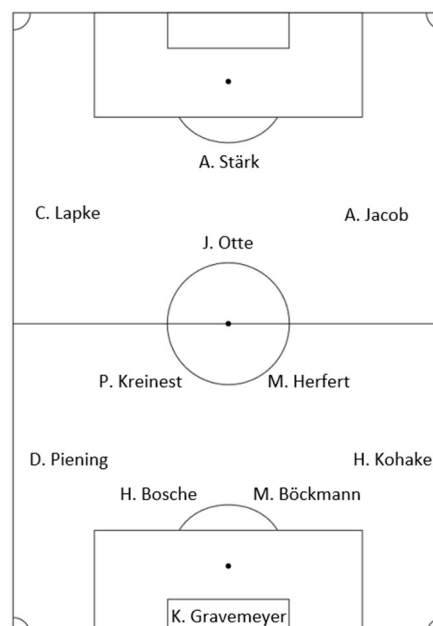 A. Stärk
C. Lapke
A. Jacob
J. Otte
P. Kreinest
M. Herfert
D. Piening
H. Kohake
H. Bosche
M. Böckmann
K. Gravemeyer